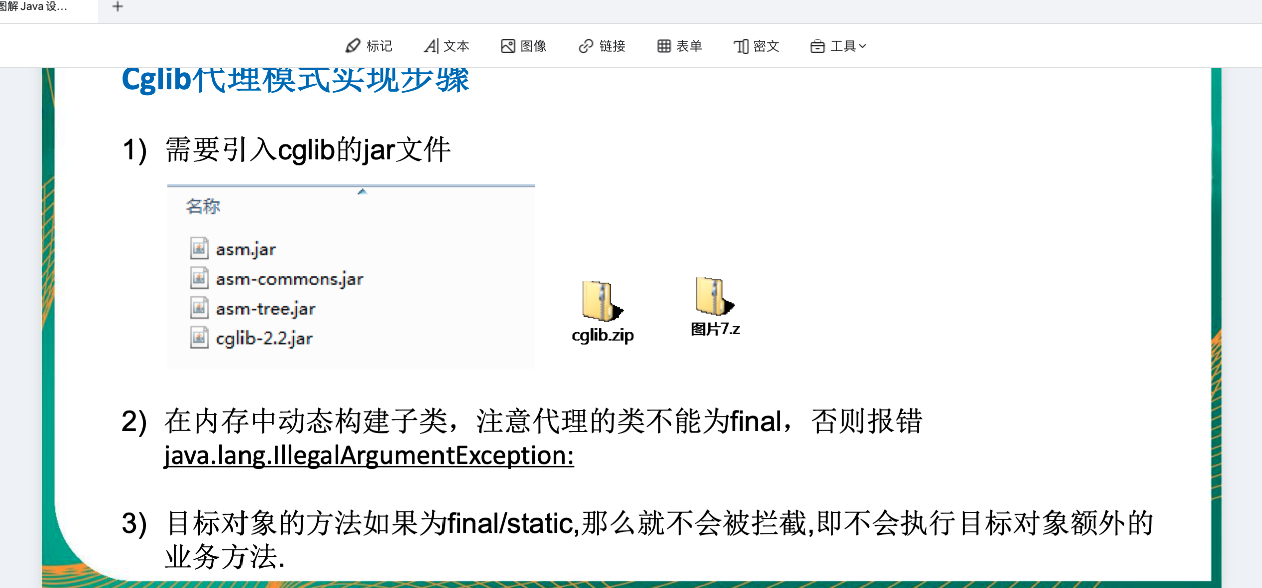 图解 Java 设...
标记 文本 图像 链接 表单 密文 工具
Cglib代理模式实现步骤
1) 需要引入cglib的jar文件
名称
asm.jar
asm-commons.jar
asm-tree.jar
cglib-2.2.jar
cglib.zip
图片7.z
2) 在内存中动态构建子类，注意代理的类不能为final，否则报错
java.lang.IllegalArgumentException:
3) 目标对象的方法如果为final/static,那么就不会被拦截,即不会执行目标对象额外的
业务方法.